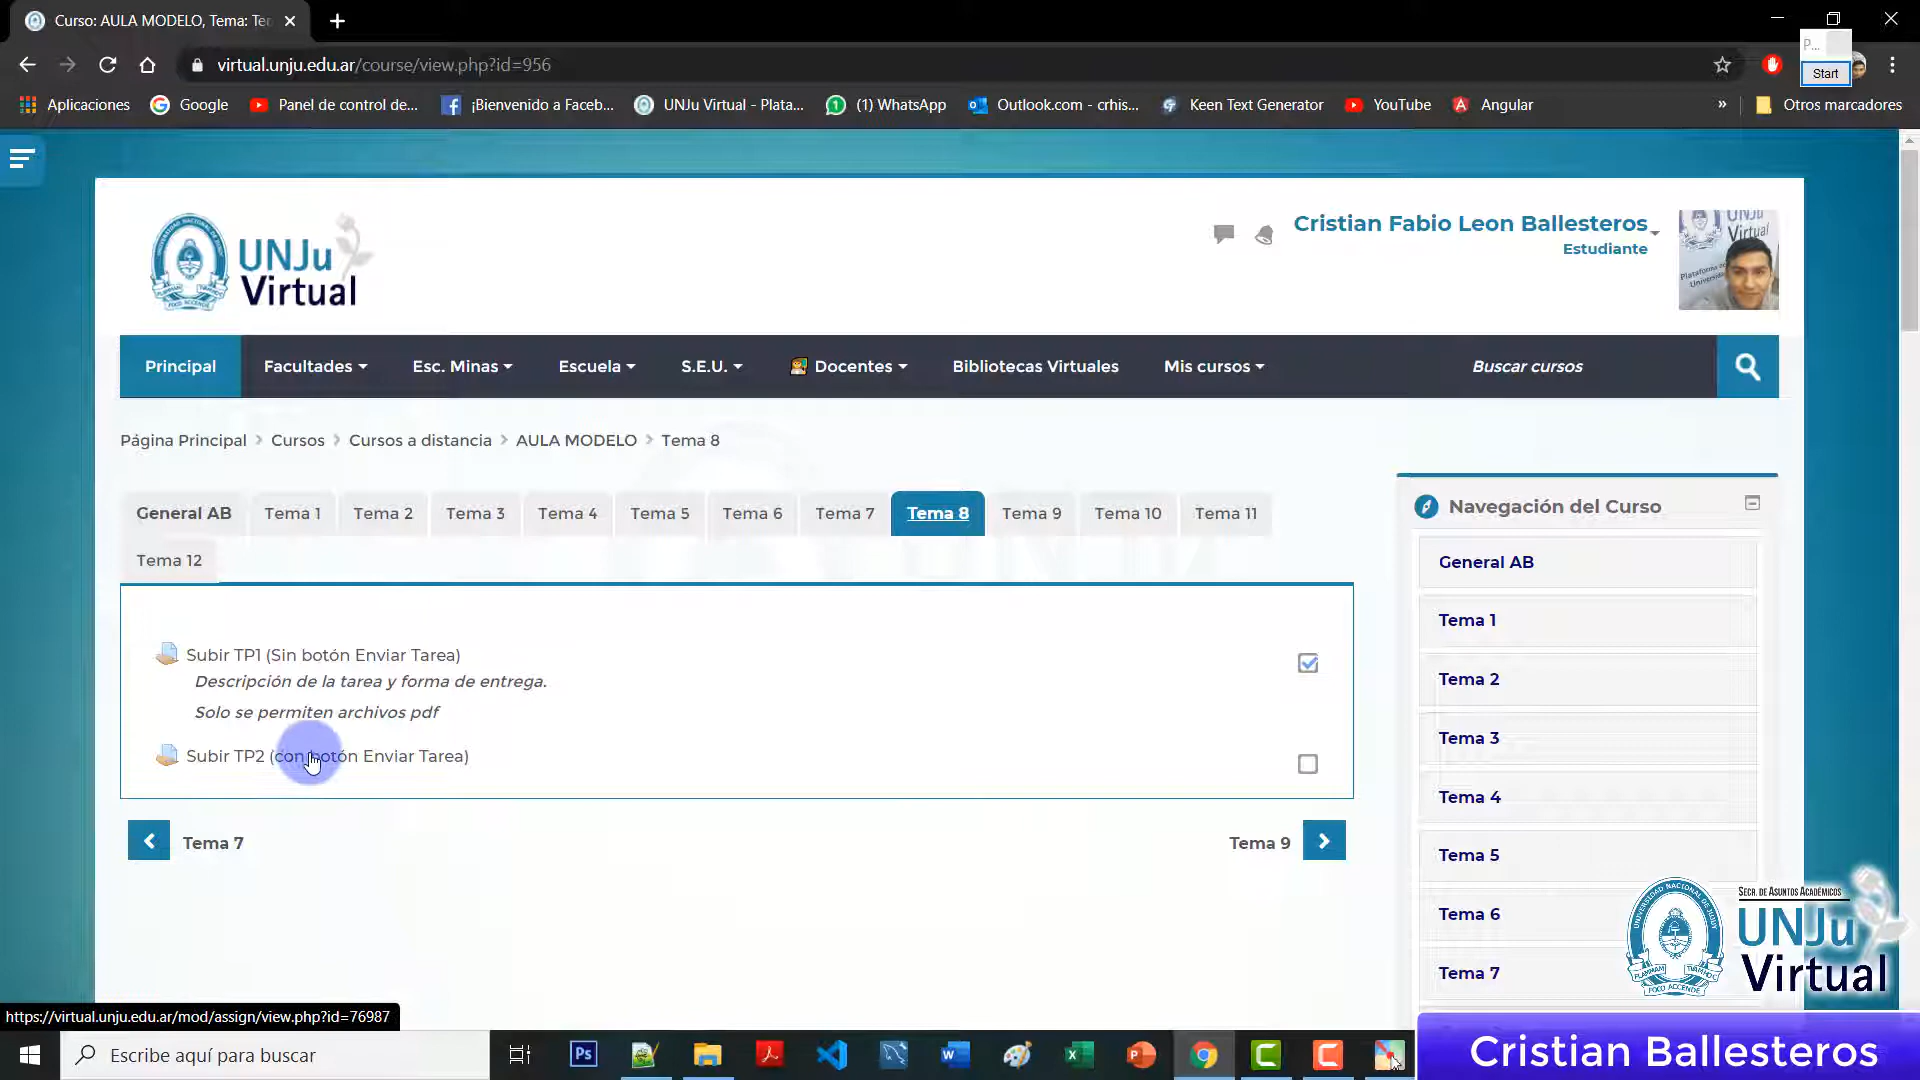 Curso: AULA MODELO, Tema: Te
P...
Start
virtual.unju.edu.ar/course/view.php?id=956
Aplicaciones
Google
Panel de control de...
¡Bienvenido a Faceb...
UNJu Virtual - Plata...
(1) WhatsApp
Outlook.com - crhis...
Keen Text Generator
YouTube
Angular
»
Otros marcadores
UNJu
Virtual
Cristian Fabio Leon Ballesteros
Estudiante
Principal
Facultades
Esc. Minas
Escuela
S.E.U.
Docentes
Bibliotecas Virtuales
Mis cursos
Buscar cursos
Página Principal > Cursos > Cursos a distancia > AULA MODELO > Tema 8
General AB
Tema 1
Tema 2
Tema 3
Tema 4
Tema 5
Tema 6
Tema 7
Tema 8
Tema 9
Tema 10
Tema 11
Tema 12
Subir TP1 (Sin botón Enviar Tarea)
Descripción de la tarea y forma de entrega.
Solo se permiten archivos pdf
Subir TP2 (con botón Enviar Tarea)
Tema 7
Tema 9
Navegación del Curso
General AB
Tema 1
Tema 2
Tema 3
Tema 4
Tema 5
Tema 6
Tema 7
Secr. de Asuntos Académicos
UNJu
Virtual
https://virtual.unju.edu.ar/mod/assign/view.php?id=76987
Escribe aquí para buscar
Cristian Ballesteros